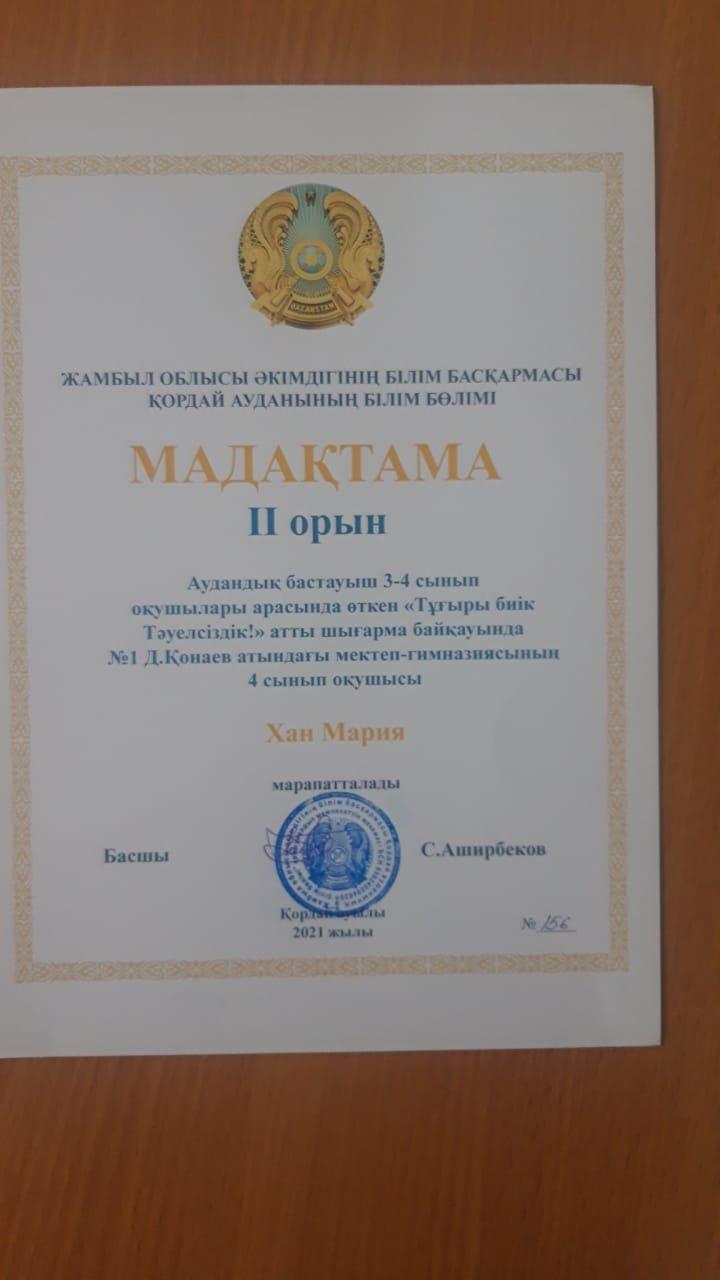 QAZAQSTAN
ЖАМБЫЛ ОБЛЫСЫ ӘКІМДІГІНІҢ БІЛІМ БАСҚАРМАСЫ
ҚОРДАЙ АУДАНЫНЫҢ БІЛІМ БӨЛІМІ
МАДАҚТАМА
II орын
Аудандық бастауыш 3-4 сынып
оқушылары арасында өткен «Тұғыры биік
Тәуелсіздік!» атты шығарма байқауында
№1 Д.Қонаев атындағы мектеп-гимназиясының
4 сынып оқушысы
Хан Мария
марапатталады
Басшы
С.Аширбеков
Қордай ауылы
2021 жылы
№ 156